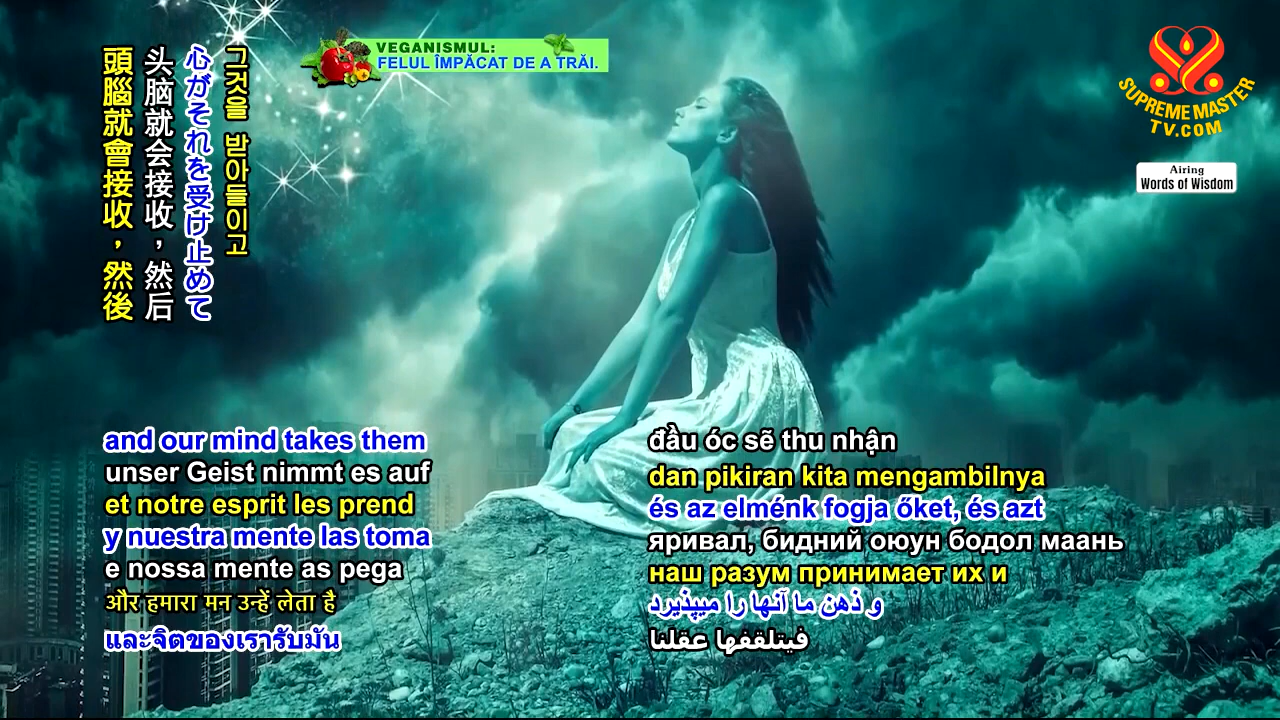 VEGANISMUL:
FELUL ÎMPĂCAT DE A TRĂI.
SUPREME MASTER
TV.COM
Airing
Words of Wisdom
그것을 받아들이고
心がそれを受け止めて
头脑就会接收，然后
頭腦就會接收，然後
and our mind takes them
unser Geist nimmt es auf
et notre esprit les prend
y nuestra mente las toma
e nossa mente as pega
और हमारा मन उन्हें लेता है
และจิตของเรารับมัน
đầu óc sẽ thu nhận
dan pikiran kita mengambilnya
és az elménk fogja őket, és azt
яривал, бидний оюун бодол маань
наш разум принимает их и
و ذهن ما آنها را میپذیرد
فيتلقفها عقلنا